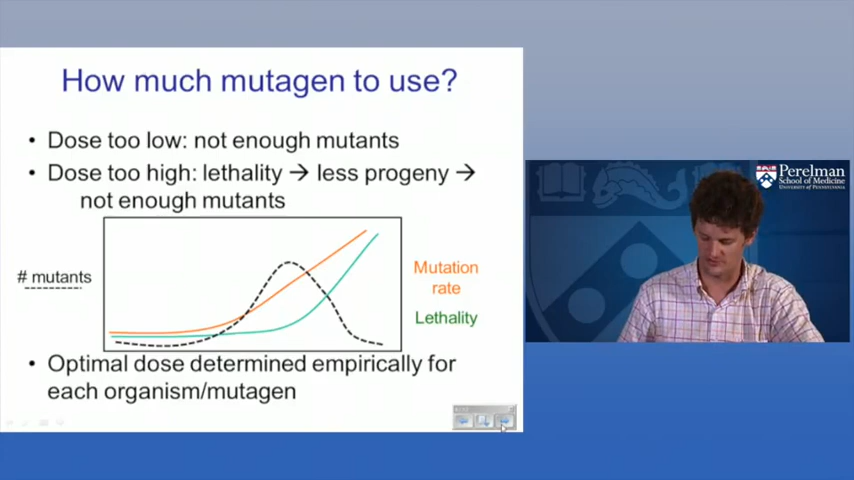 How much mutagen to use?
• Dose too low: not enough mutants
• Dose too high: lethality → less progeny →
not enough mutants
# mutants
Mutation
rate
Lethality
• Optimal dose determined empirically for
each organism/mutagen
Perelman
School of Medicine
University of Pennsylvania